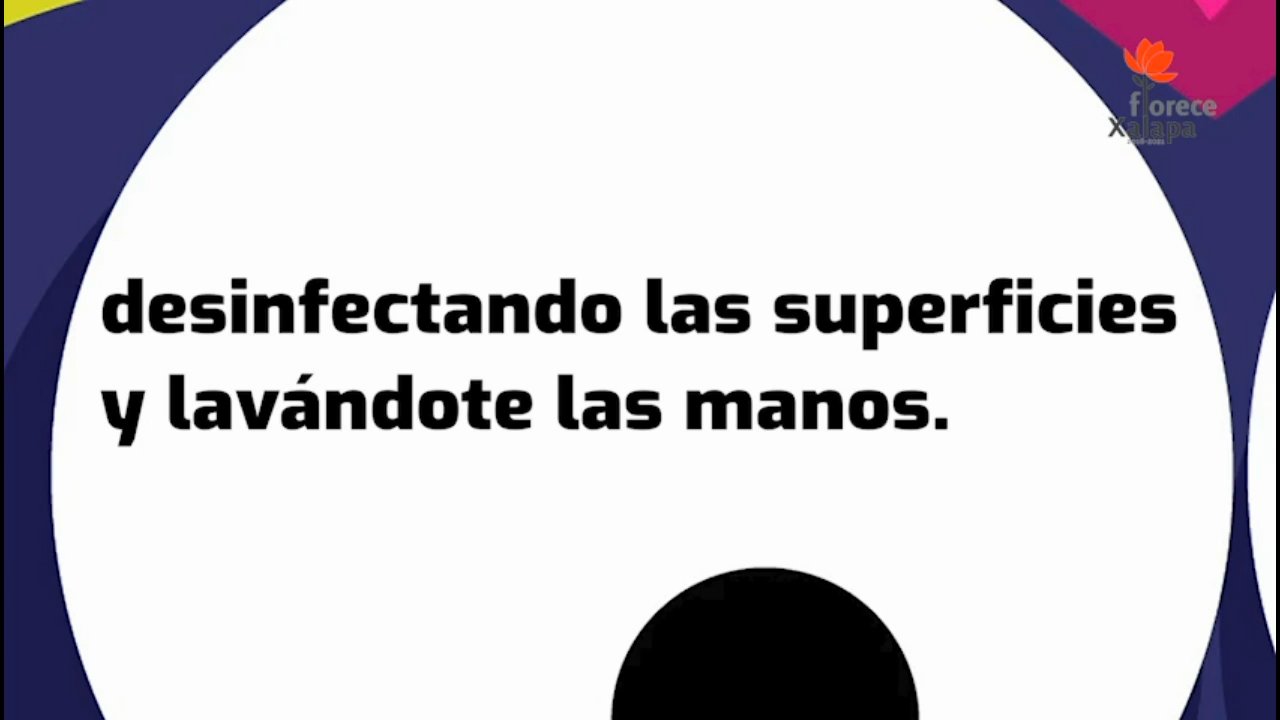 florece
Xalapa
desinfectando las superficies
y lavándote las manos.